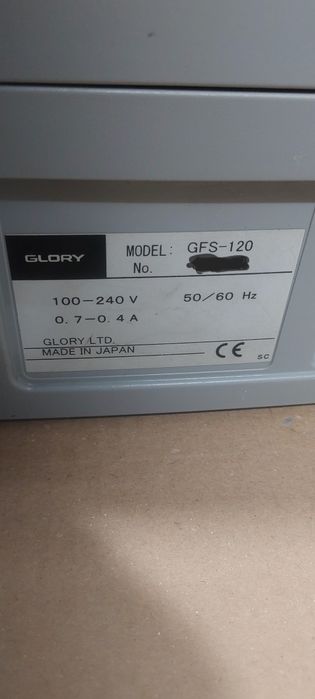 GLORY
MODEL: GFS-120
No.
100-240 V 50/60 Hz
0.7-0.4 A
GLORY LTD.
MADE IN JAPAN
CE
SC